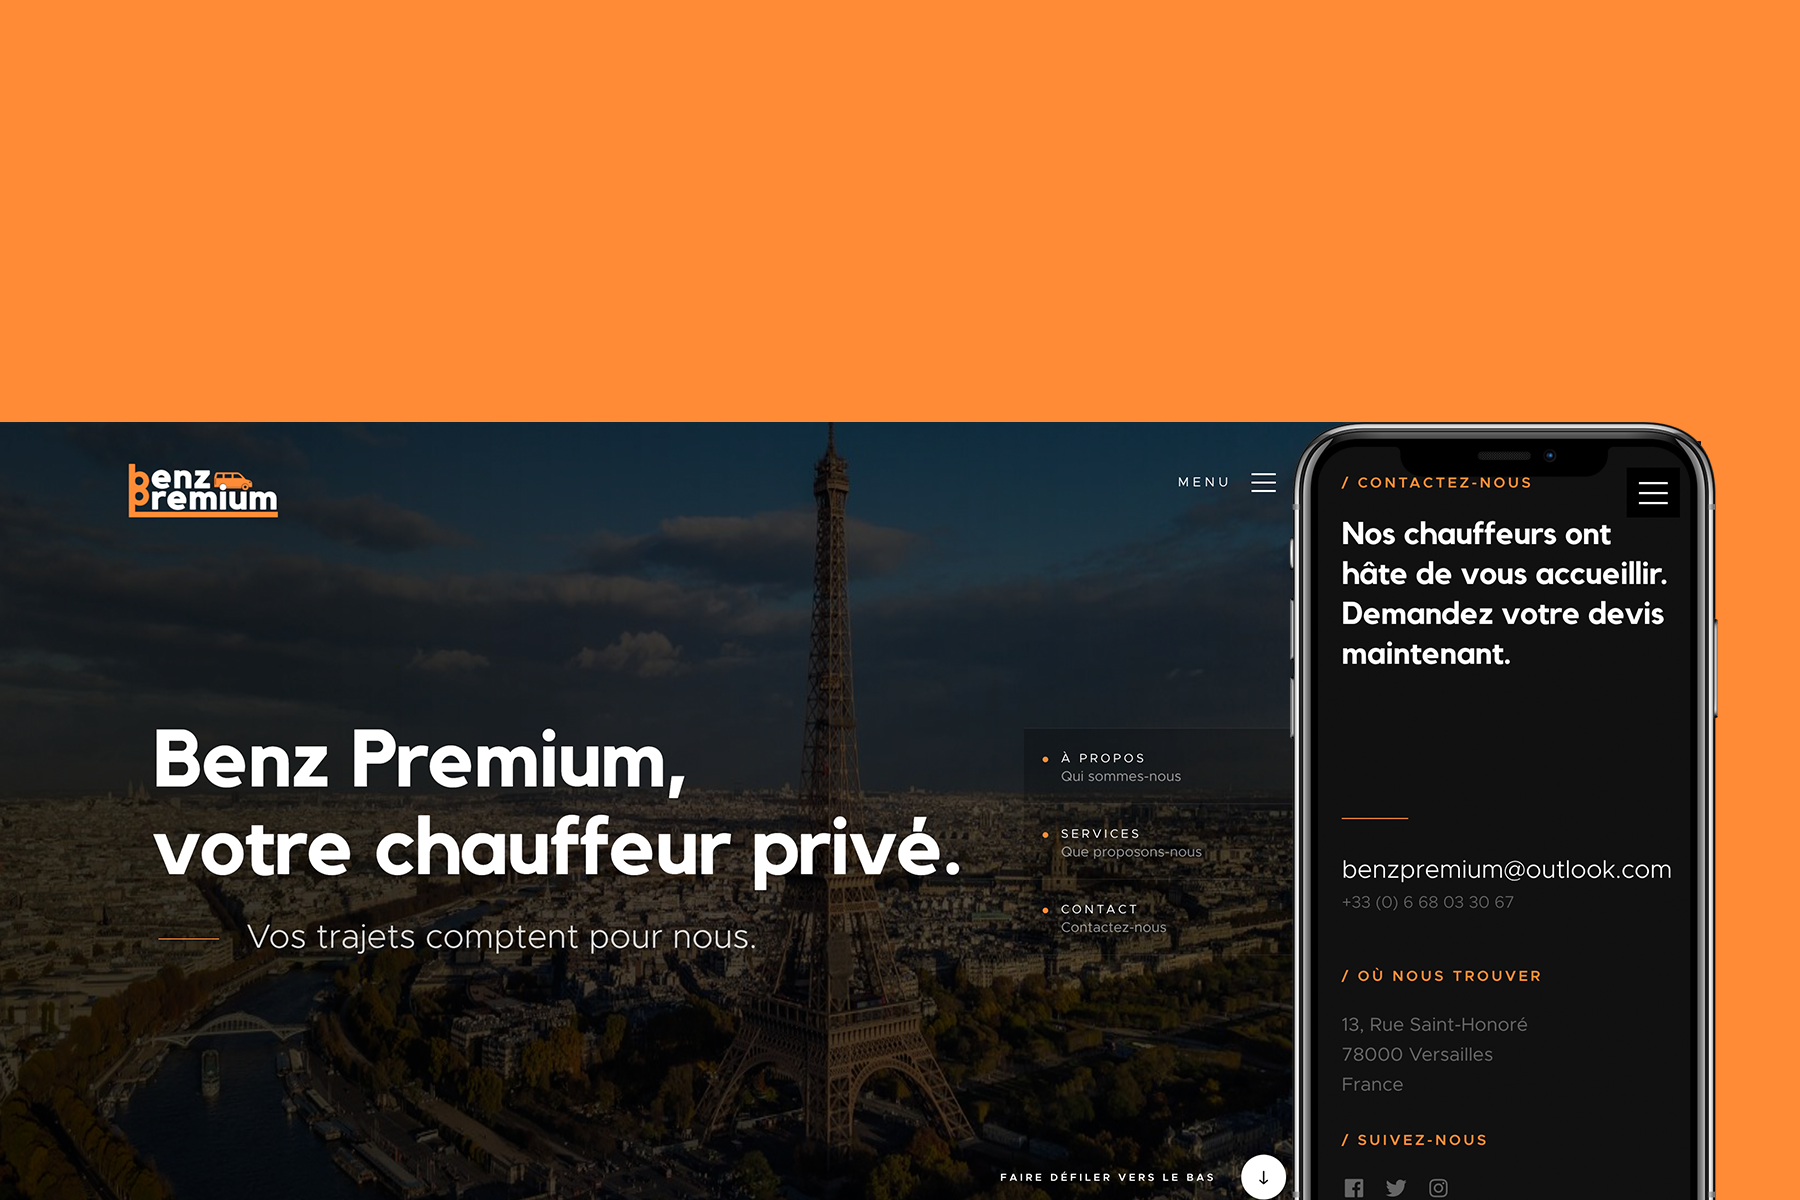 benz
premium
MENU
Benz Premium,
votre chauffeur privé.
Vos trajets comptent pour nous.
À PROPOS
Qui sommes-nous
SERVICES
Que proposons-nous
CONTACT
Contactez-nous
FAIRE DÉFILER VERS LE BAS
/ CONTACTEZ-NOUS
Nos chauffeurs ont
hâte de vous accueillir.
Demandez votre devis
maintenant.
benzpremium@outlook.com
+33 (0) 6 68 03 30 67
/ OÙ NOUS TROUVER
13, Rue Saint-Honoré
78000 Versailles
France
/ SUIVEZ-NOUS